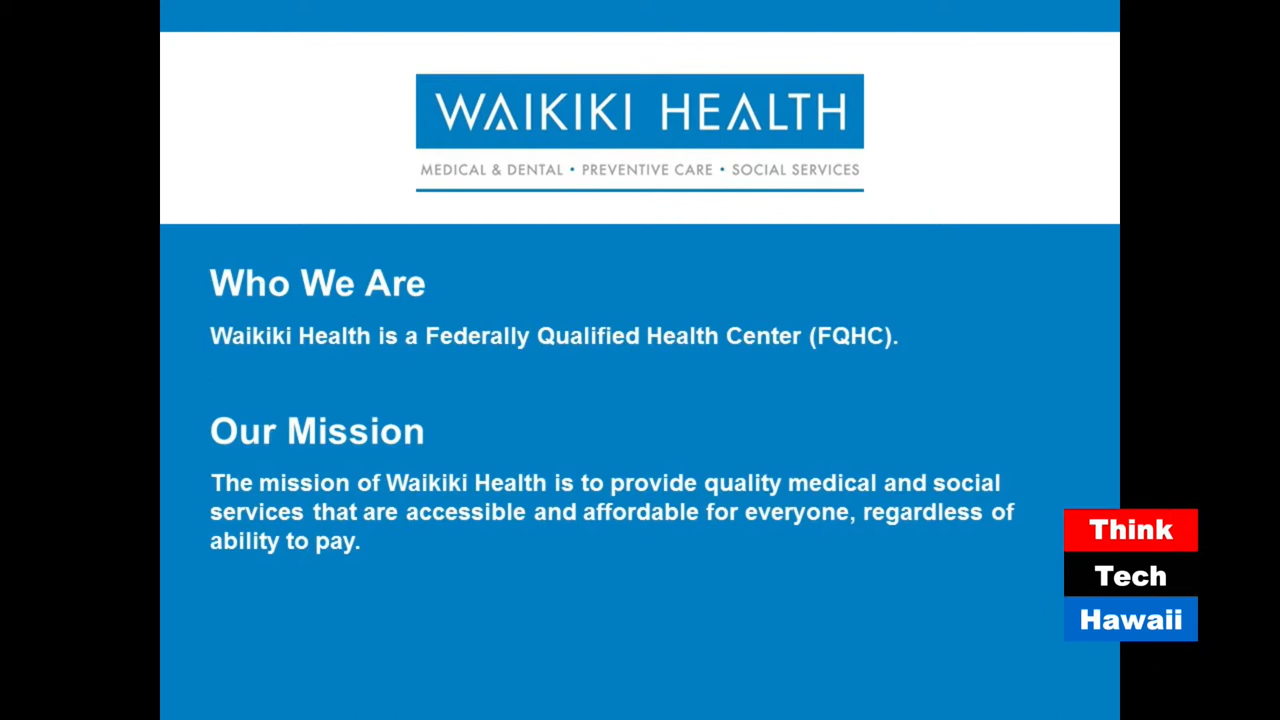 WAIKIKI HEALTH
MEDICAL & DENTAL • PREVENTIVE CARE • SOCIAL SERVICES
Who We Are
Waikiki Health is a Federally Qualified Health Center (FQHC).
Our Mission
The mission of Waikiki Health is to provide quality medical and social
services that are accessible and affordable for everyone, regardless of
ability to pay.
Think
Tech
Hawaii